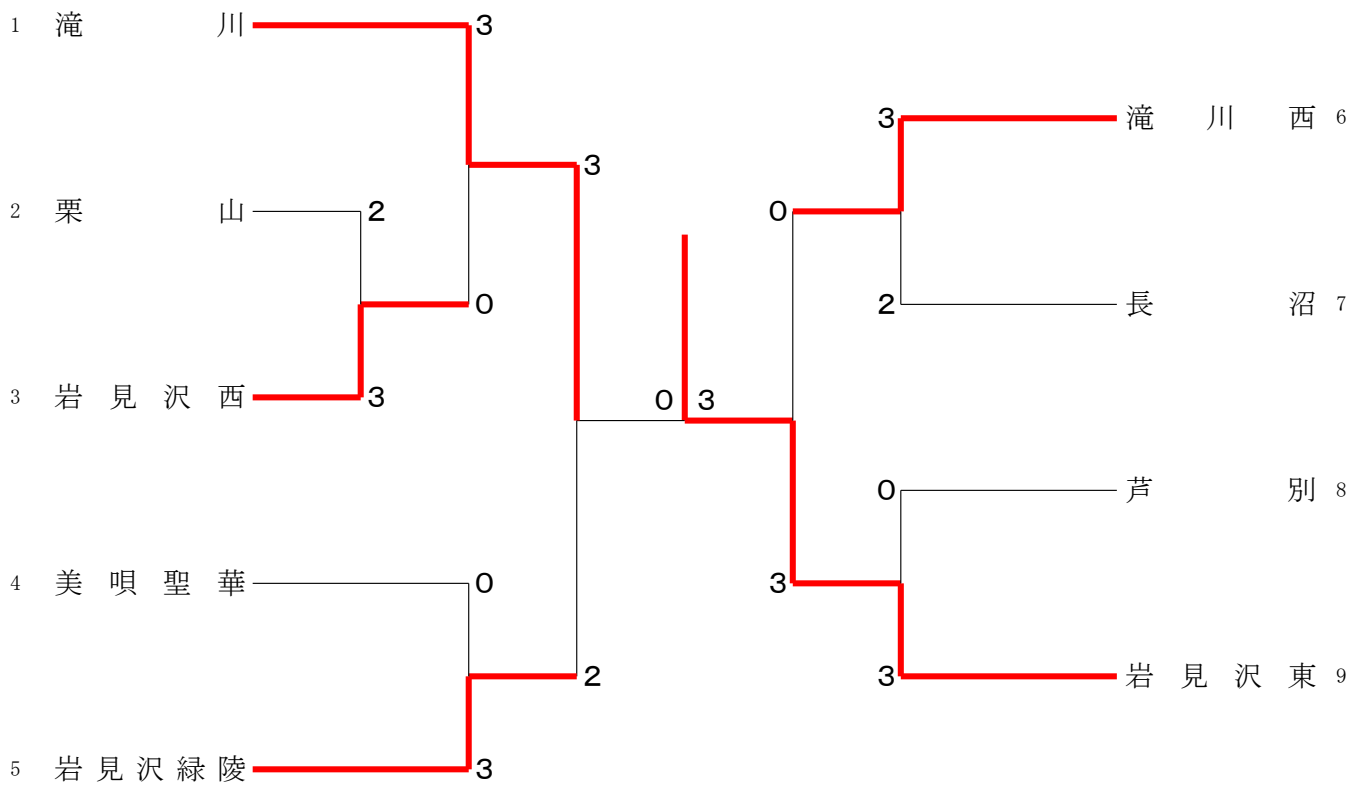 1 滝川 3
3 滝川西 6
3
2 栗山 2
0
0
2 長沼 7
3 岩見沢西 3
0 3
0 芦別 8
4 美唄聖華 0
3
2
3 岩見沢東 9
5 岩見沢緑陵 3